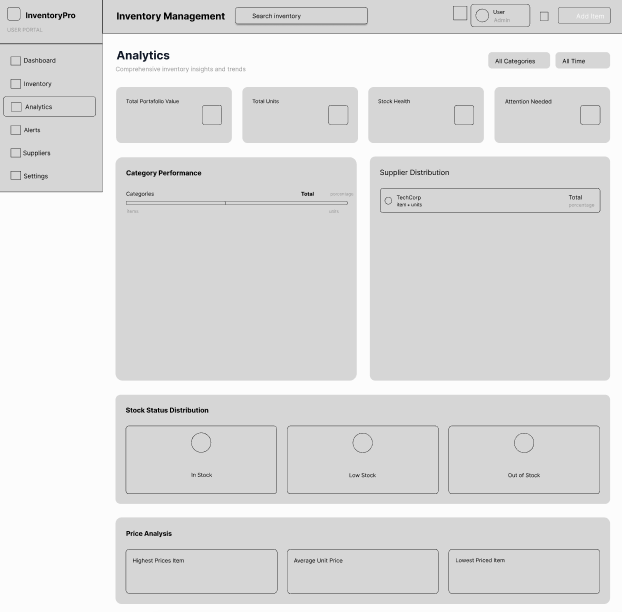 InventoryPro
USER PORTAL
Inventory Management
Search inventory
User
Admin
Add Item
Dashboard
Inventory
Analytics
Alerts
Suppliers
Settings
Analytics
Comprehensive inventory insights and trends
All Categories
All Time
Total Portafolio Value
Total Units
Stock Health
Attention Needed
Category Performance
Categories
Total
percentage
items
units
Supplier Distribution
TechCorp
Item + units
Total
percentage
Stock Status Distribution
In Stock
Low Stock
Out of Stock
Price Analysis
Highest Prices Item
Average Unit Price
Lowest Priced Item